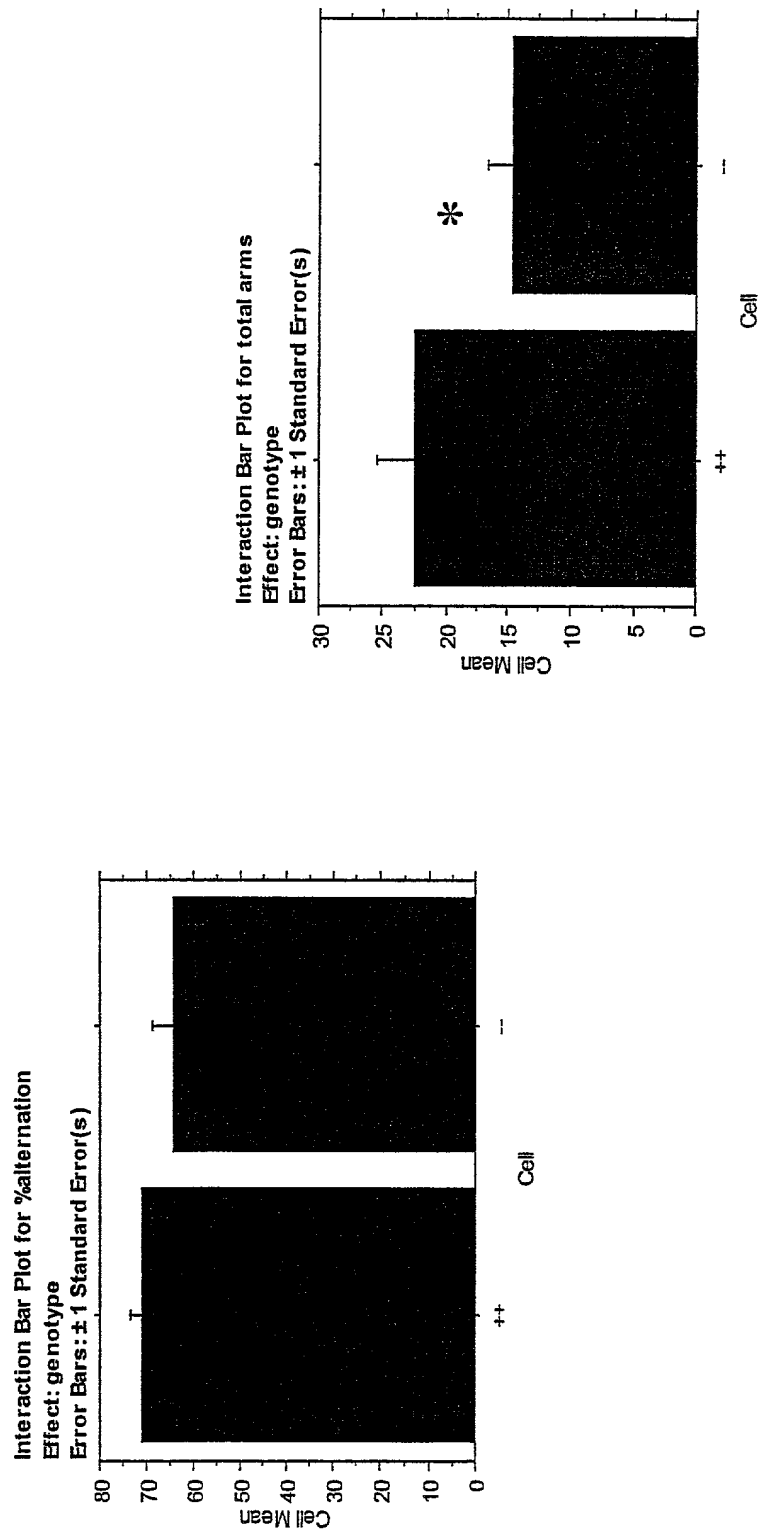 Interaction Bar Plot for %alternation
Effect: genotype
Error Bars: ± 1 Standard Error(s)
80
70
60
50
40
30
20
10
0
Cell Mean
++
--
Cell
Interaction Bar Plot for total arms
Effect: genotype
Error Bars: ± 1 Standard Error(s)
30
25
20
15
10
5
0
Cell Mean
*
++
--
Cell